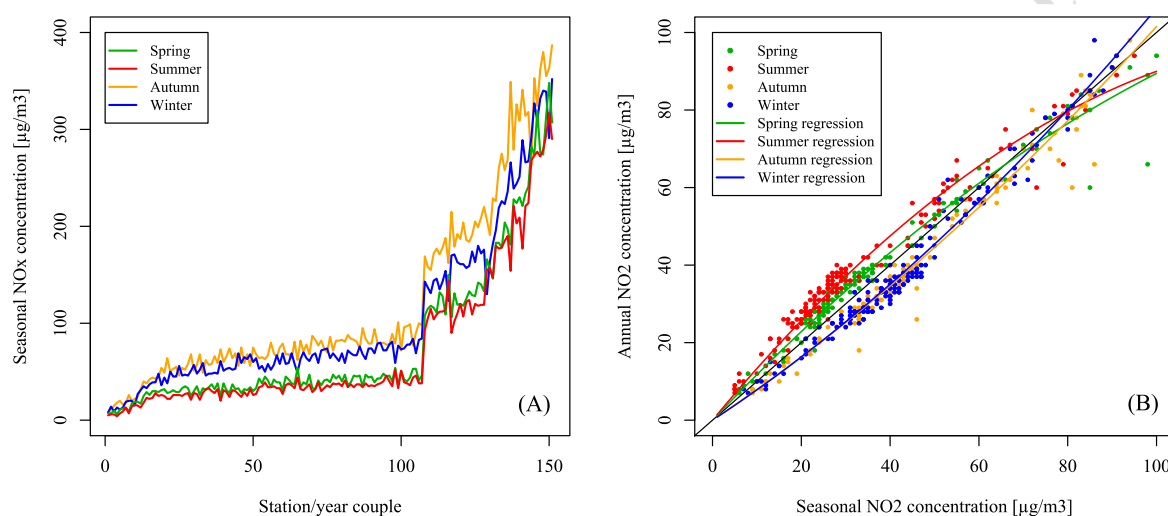 Seasonal NOx concentration [µg/m3]
400
300
200
100
0
Spring
Summer
Autumn
Winter
(A)
0
50
100
150
Station/year couple
Annual NO2 concentration [µg/m3]
100
80
60
40
20
0
Spring
Summer
Autumn
Winter
Spring regression
Summer regression
Autumn regression
Winter regression
(B)
0
20
40
60
80
100
Seasonal NO2 concentration [µg/m3]